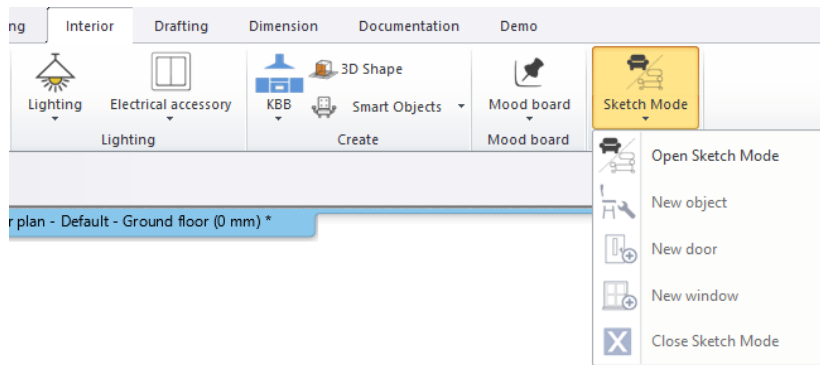 ng Interior Drafting Dimension Documentation Demo
3D Shape
Lighting Electrical accessory KBB Smart Objects Mood board Sketch Mode
Lighting Create Mood board
Open Sketch Mode
New object
r plan - Default - Ground floor (0 mm) *
New door
New window
Close Sketch Mode